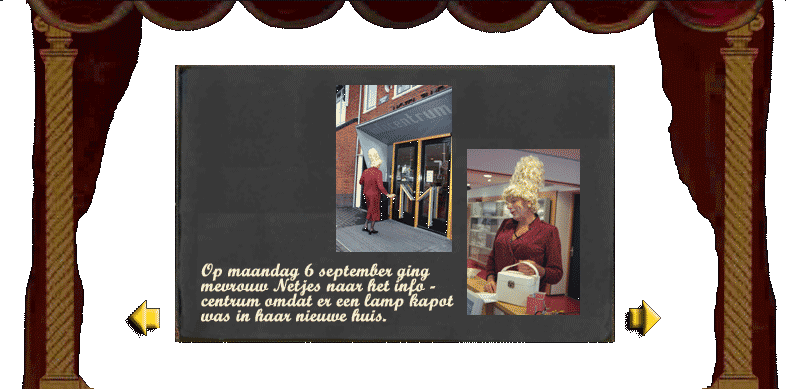 centrum
Op maandag 6 september ging
mevrouw Netjes naar het info -
centrum omdat er een lamp kapot
was in haar nieuwe huis.